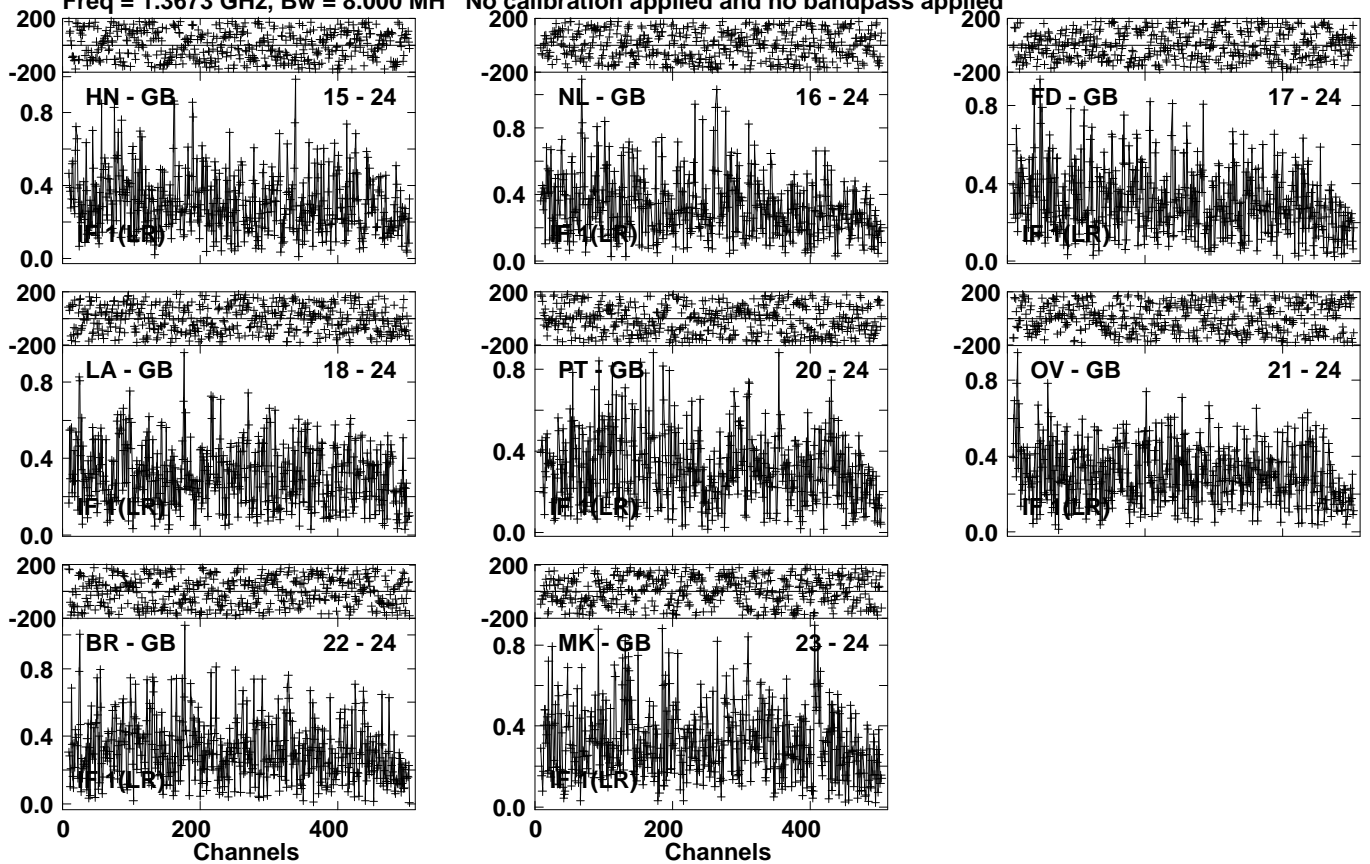 Freq = 1.3673 GHz, Bw = 8.000 MH No calibration applied and no bandpass applied
200
-200
HN - GB 15 - 24
0.8
0.4
IF 1(LR)
0.0
200
-200
NL - GB 16 - 24
0.8
0.4
IF 1(LR)
0.0
200
-200
FD - GB 17 - 24
0.8
0.4
IF 1(LR)
0.0
200
-200
LA - GB 18 - 24
0.8
0.4
IF 1(LR)
0.0
200
-200
PT - GB 20 - 24
0.8
0.4
IF 1(LR)
0.0
200
-200
OV - GB 21 - 24
0.8
0.4
IF 1(LR)
0.0
200
-200
BR - GB 22 - 24
0.8
0.4
IF 1(LR)
0.0
0 200 400
Channels
200
-200
MK - GB 23 - 24
0.8
0.4
IF 1(LR)
0.0
0 200 400
Channels